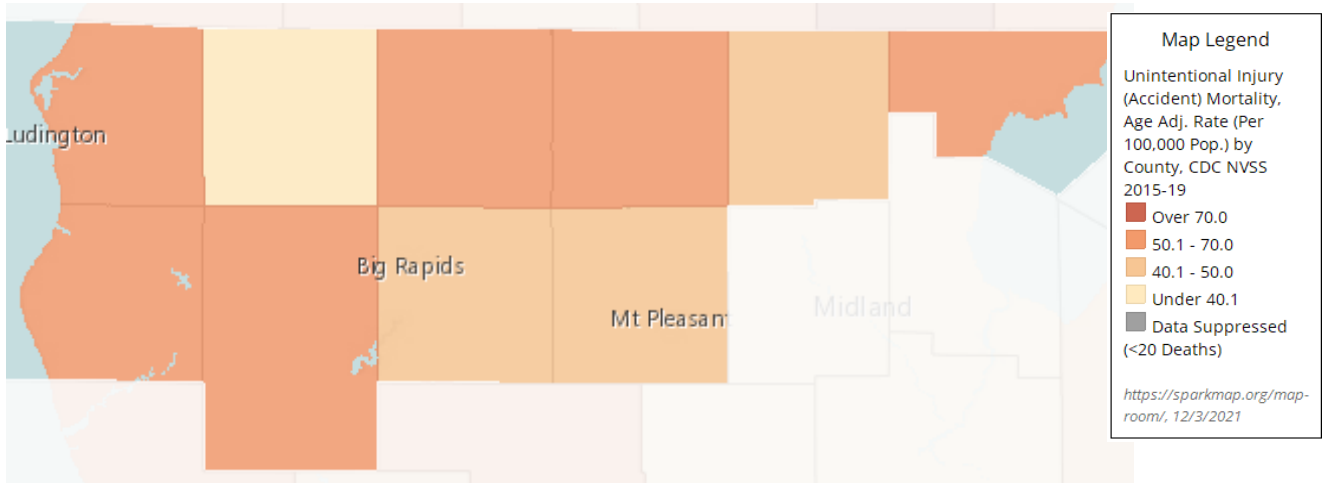 Ludington
Big Rapids
Mt Pleasant
Midland
Map Legend
Unintentional Injury
(Accident) Mortality,
Age Adj. Rate (Per
100,000 Pop.) by
County, CDC NVSS
2015-19
Over 70.0
50.1 - 70.0
40.1 - 50.0
Under 40.1
Data Suppressed
(<20 Deaths)
https://sparkmap.org/map-
room/, 12/3/2021